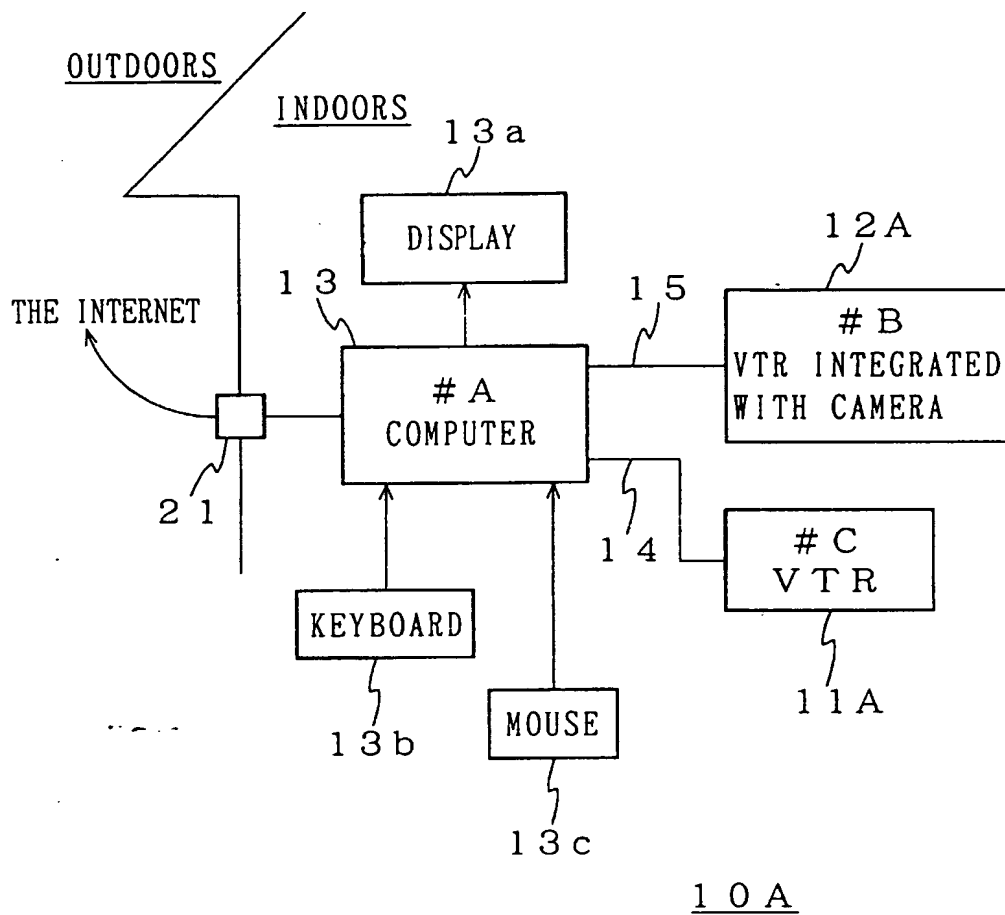 OUTDOORS
INDOORS
13a
DISPLAY
12A
13
15
THE INTERNET
#B
VTR INTEGRATED
WITH CAMERA
#A
COMPUTER
21
14
#C
VTR
KEYBOARD
11A
MOUSE
13b
13c
10A